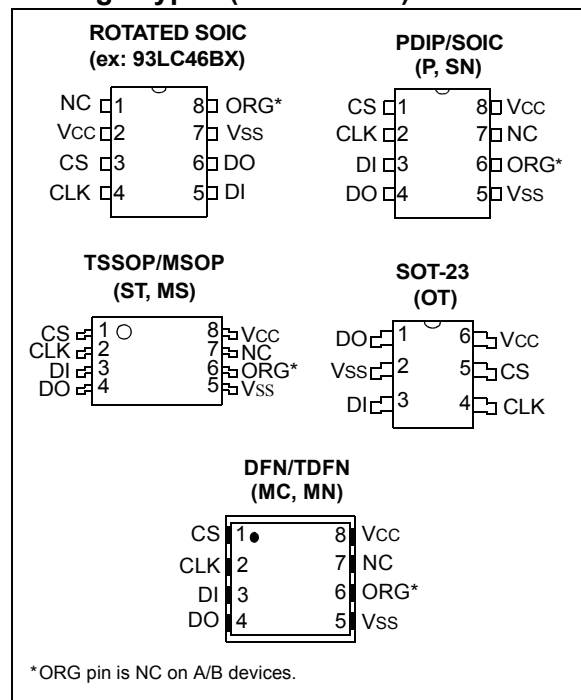 ROTATED SOIC
(ex: 93LC46BX)
NC 1 8 ORG*
VCC 2 7 VSS
CS 3 6 DO
CLK 4 5 DI
PDIP/SOIC
(P, SN)
CS 1 8 VCC
CLK 2 7 NC
DI 3 6 ORG*
DO 4 5 VSS
TSSOP/MSOP
(ST, MS)
CS 1 8 VCC
CLK 2 7 NC
DI 3 6 ORG*
DO 4 5 VSS
SOT-23
(OT)
DO 1 6 VCC
VSS 2 5 CS
DI 3 4 CLK
DFN/TDFN
(MC, MN)
CS 1 8 VCC
CLK 2 7 NC
DI 3 6 ORG*
DO 4 5 VSS
*ORG pin is NC on A/B devices.